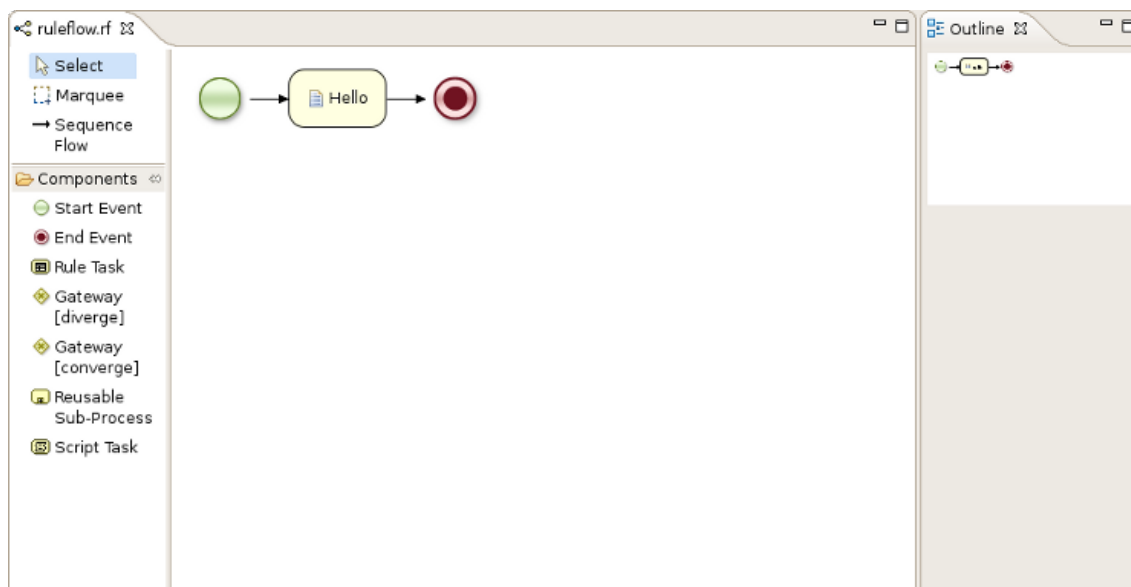 ruleflow.rf
Outline
Select
Marquee
Sequence
Flow
Hello
Components
Start Event
End Event
Rule Task
Gateway
[diverge]
Gateway
[converge]
Reusable
Sub-Process
Script Task